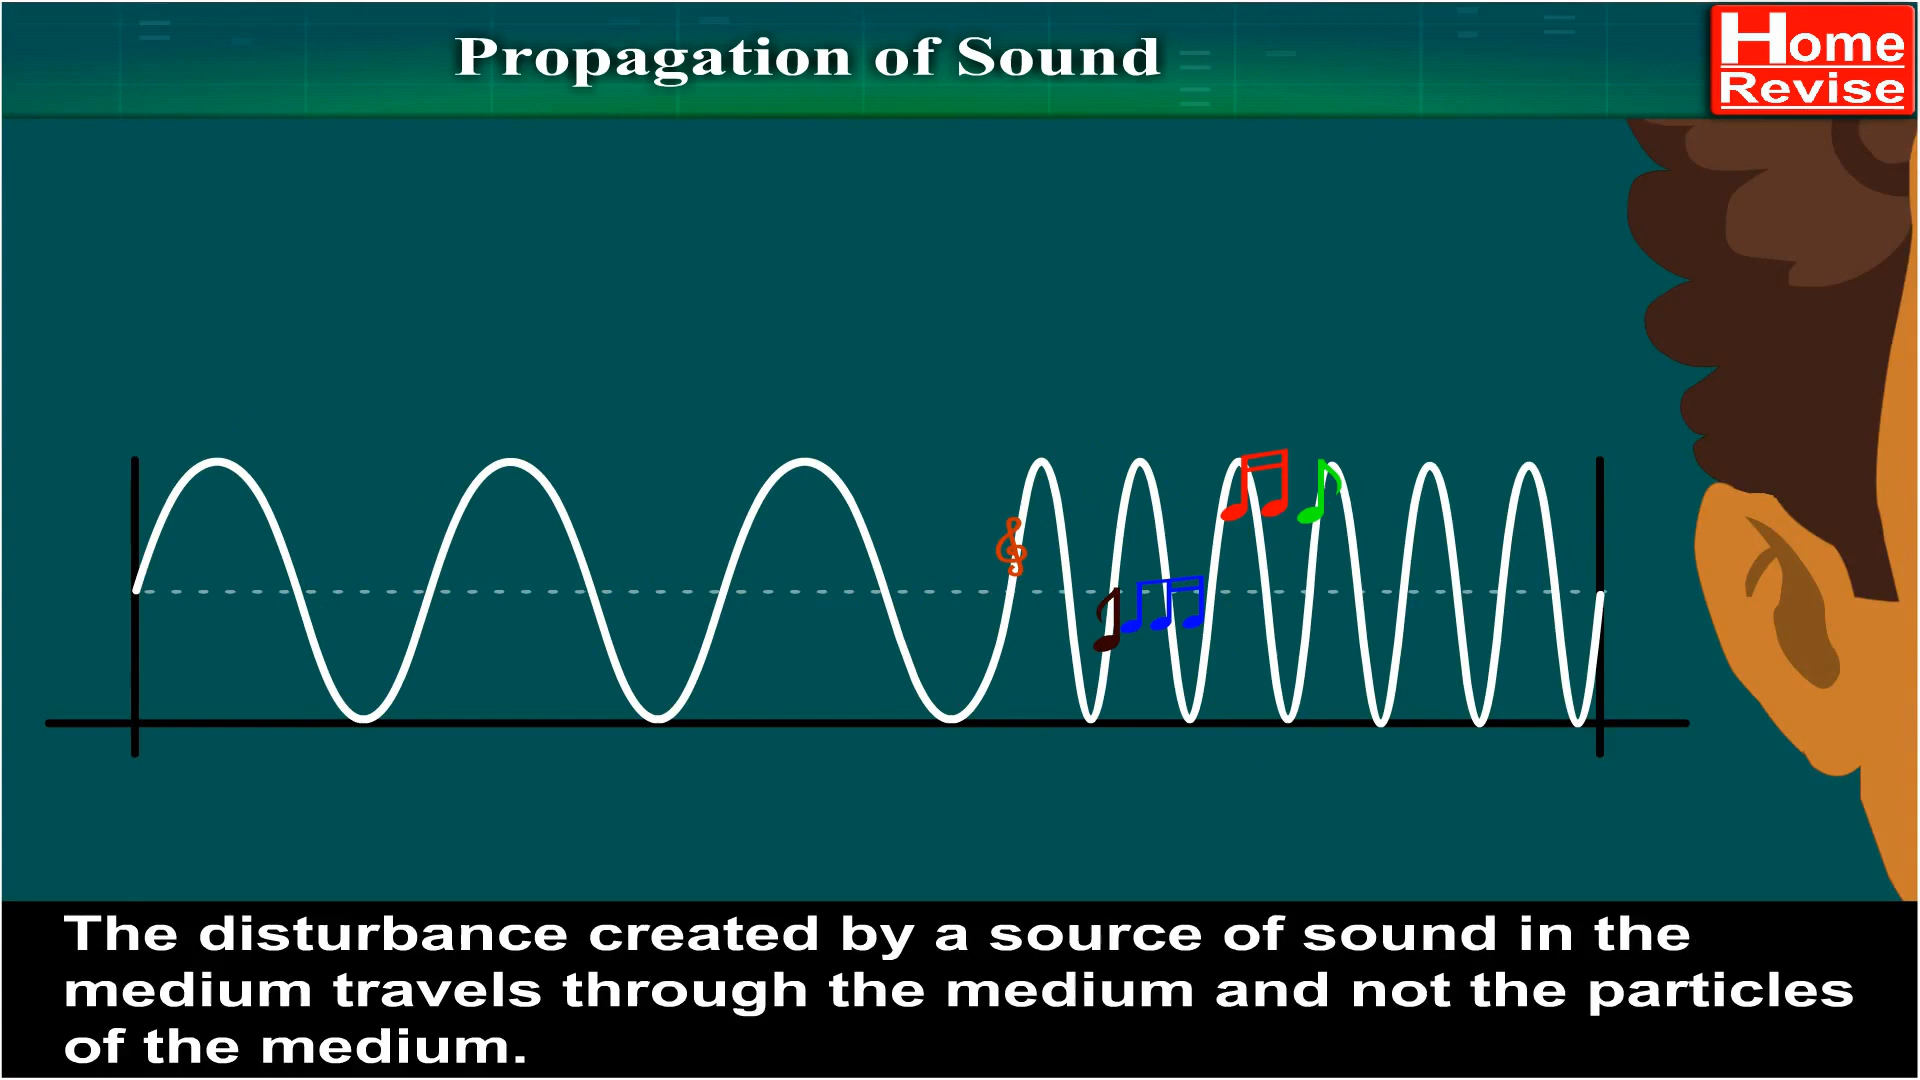 Propagation of Sound
Home
Revise
The disturbance created by a source of sound in the
medium travels through the medium and not the particles
of the medium.